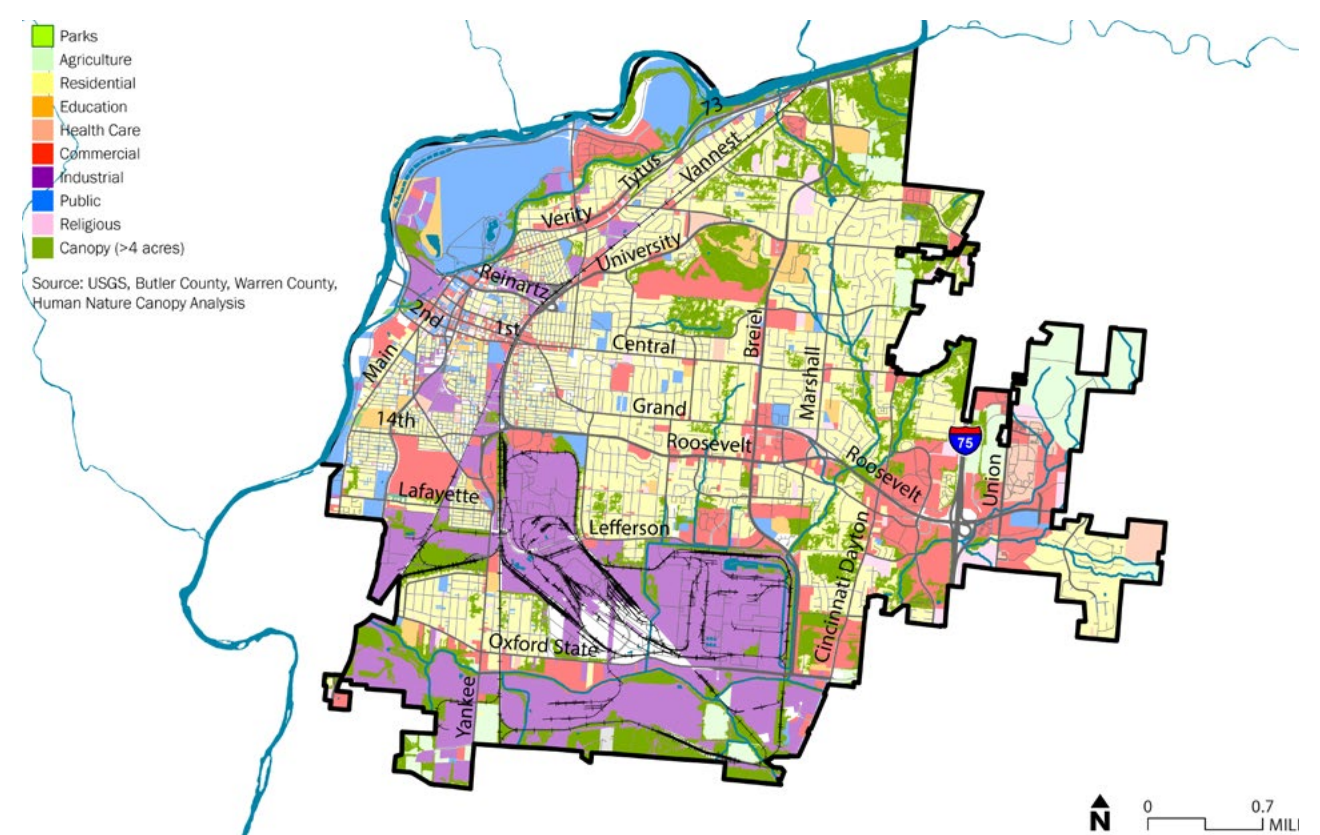 Parks
Agriculture
Residential
Education
Health Care
Commercial
Industrial
Public
Religious
Canopy (>4 acres)
Source: USGS, Butler County, Warren County,
Human Nature Canopy Analysis
73
Tytus
Vannest
Verity
University
Reinartz
2nd
1st
Central
Breiel
Main
Marshall
Grand
14th
Roosevelt
75
Roosevelt
Union
Lafayette
Lefferson
Cincinnati Dayton
Oxford State
Yankee
N
0
0.7
MIL